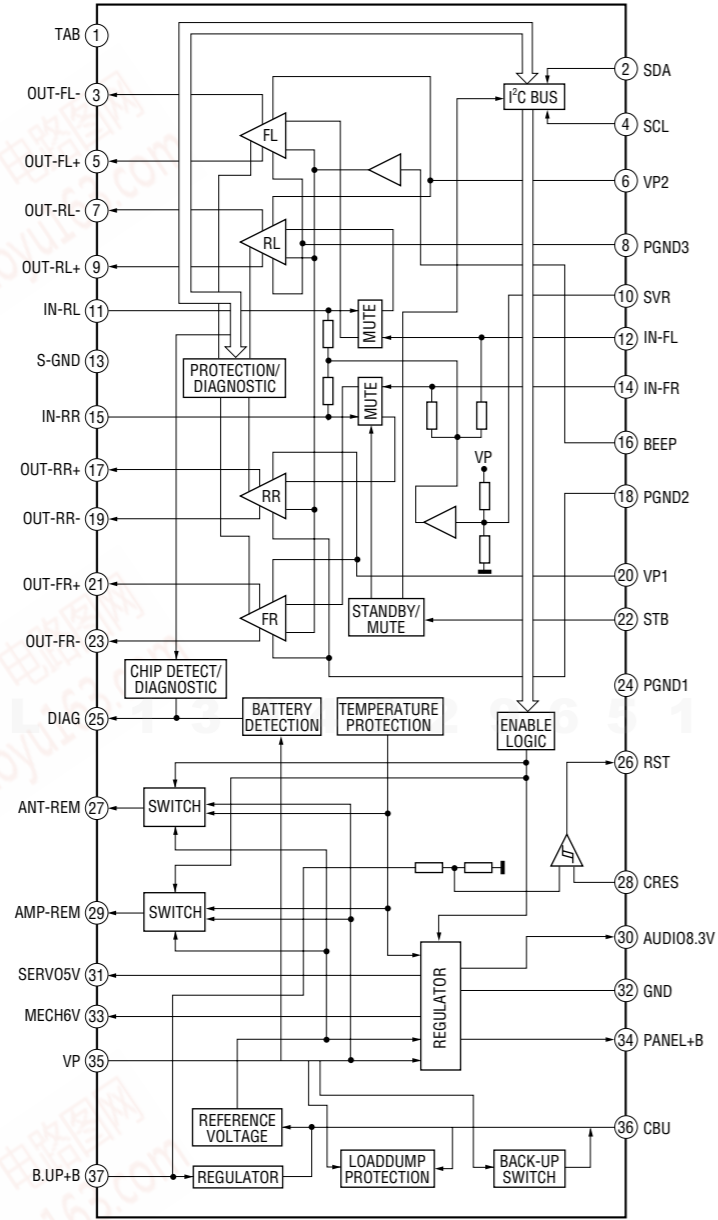 TAB 1
2 SDA
OUT-FL- 3
I²C BUS
4 SCL
FL
OUT-FL+ 5
6 VP2
OUT-RL- 7
RL
8 PGND3
OUT-RL+ 9
10 SVR
IN-RL 11
MUTE
12 IN-FL
S-GND 13
PROTECTION/
DIAGNOSTIC
MUTE
14 IN-FR
IN-RR 15
16 BEEP
VP
OUT-RR+ 17
RR
18 PGND2
OUT-RR- 19
20 VP1
OUT-FR+ 21
FR
STANDBY/
MUTE
22 STB
OUT-FR- 23
CHIP DETECT/
DIAGNOSTIC
24 PGND1
DIAG 25
BATTERY
DETECTION
TEMPERATURE
PROTECTION
ENABLE
LOGIC
26 RST
ANT-REM 27
SWITCH
28 CRES
AMP-REM 29
SWITCH
30 AUDIO8.3V
SERVO5V 31
REGULATOR
32 GND
MECH6V 33
34 PANEL+B
VP 35
REFERENCE
VOLTAGE
36 CBU
B.UP+B 37
REGULATOR
LOADDUMP
PROTECTION
BACK-UP
SWITCH
电路图网